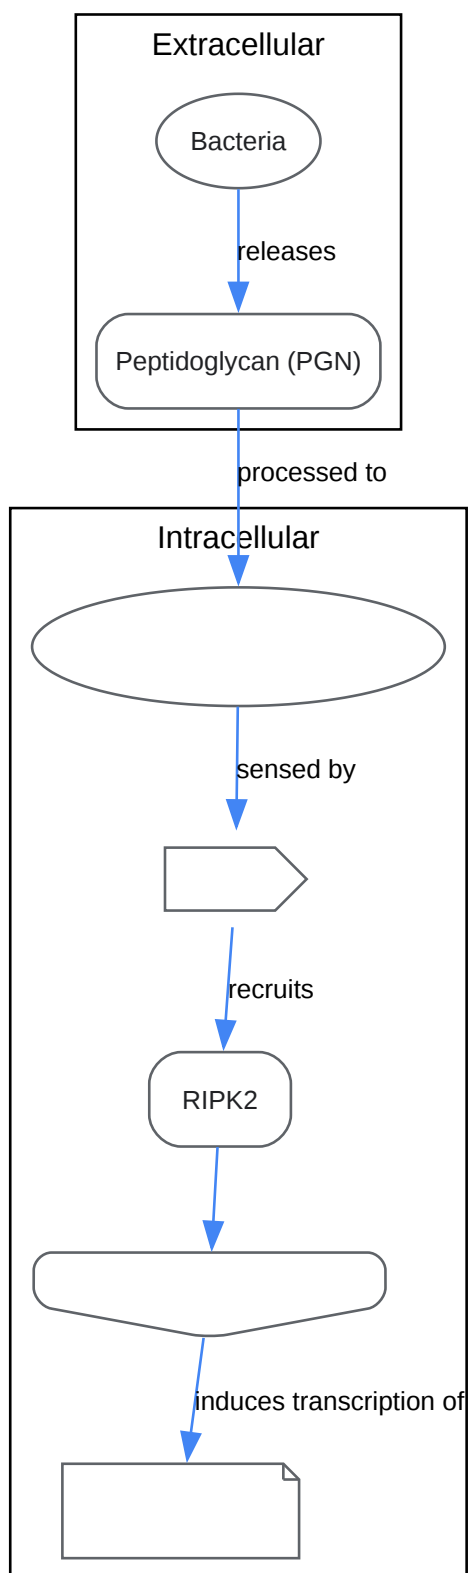 Extracellular
Bacteria
releases
Peptidoglycan (PGN)
processed to
Intracellular
sensed by
recruits
RIPK2
induces transcription of